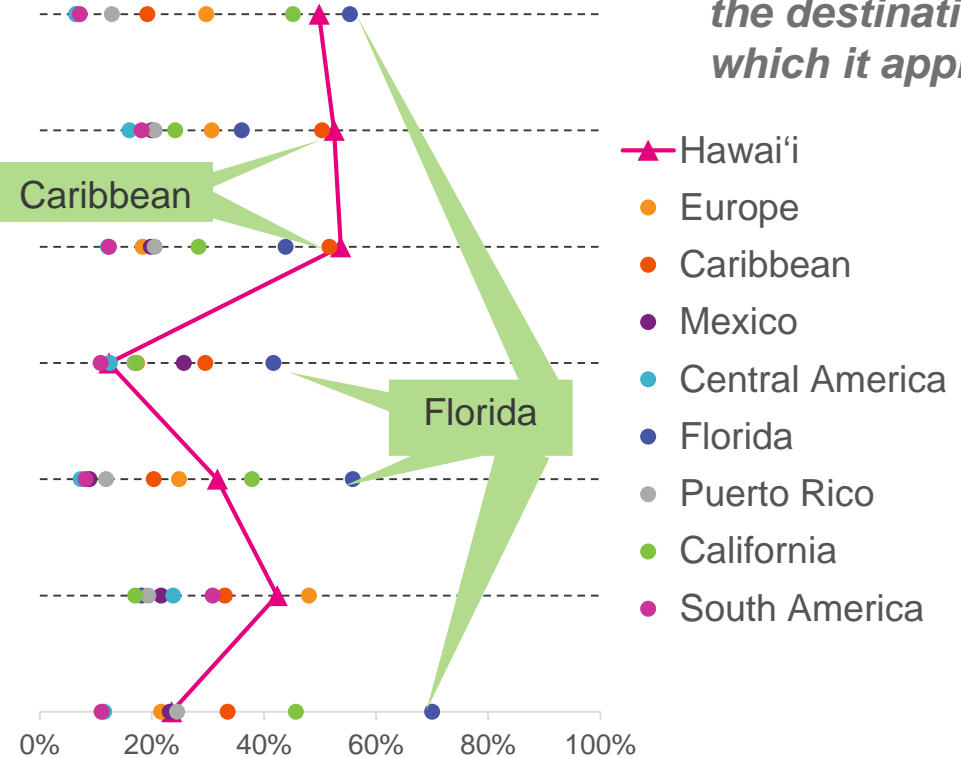 the destinati
which it appl
Hawai‘i
Europe
Caribbean
Mexico
Central America
Florida
Puerto Rico
California
South America
Caribbean
Florida
0% 20% 40% 60% 80% 100%